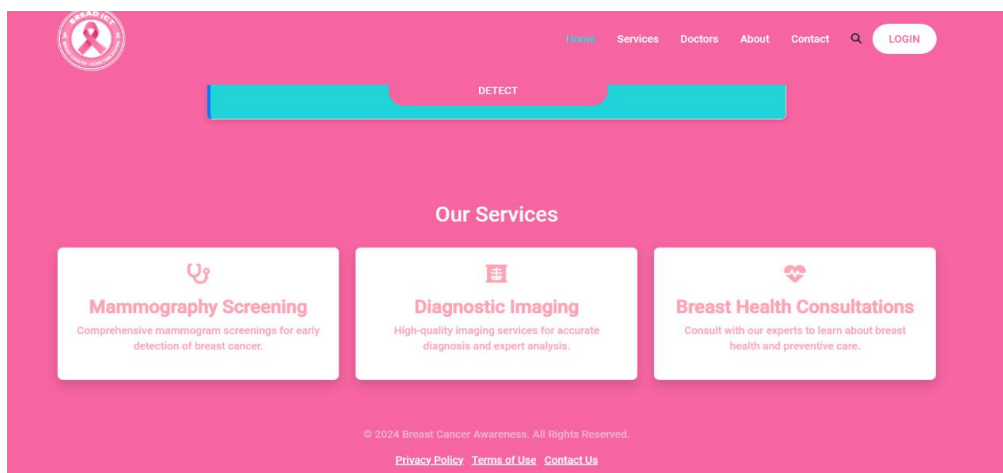 BREAD ICT
Home Services Doctors About Contact LOGIN
DETECT
Our Services
Mammography Screening
Comprehensive mammogram screenings for early
detection of breast cancer.
Diagnostic Imaging
High-quality imaging services for accurate
diagnosis and expert analysis.
Breast Health Consultations
Consult with our experts to learn about breast
health and preventive care.
© 2024 Breast Cancer Awareness. All Rights Reserved.
Privacy Policy Terms of Use Contact Us